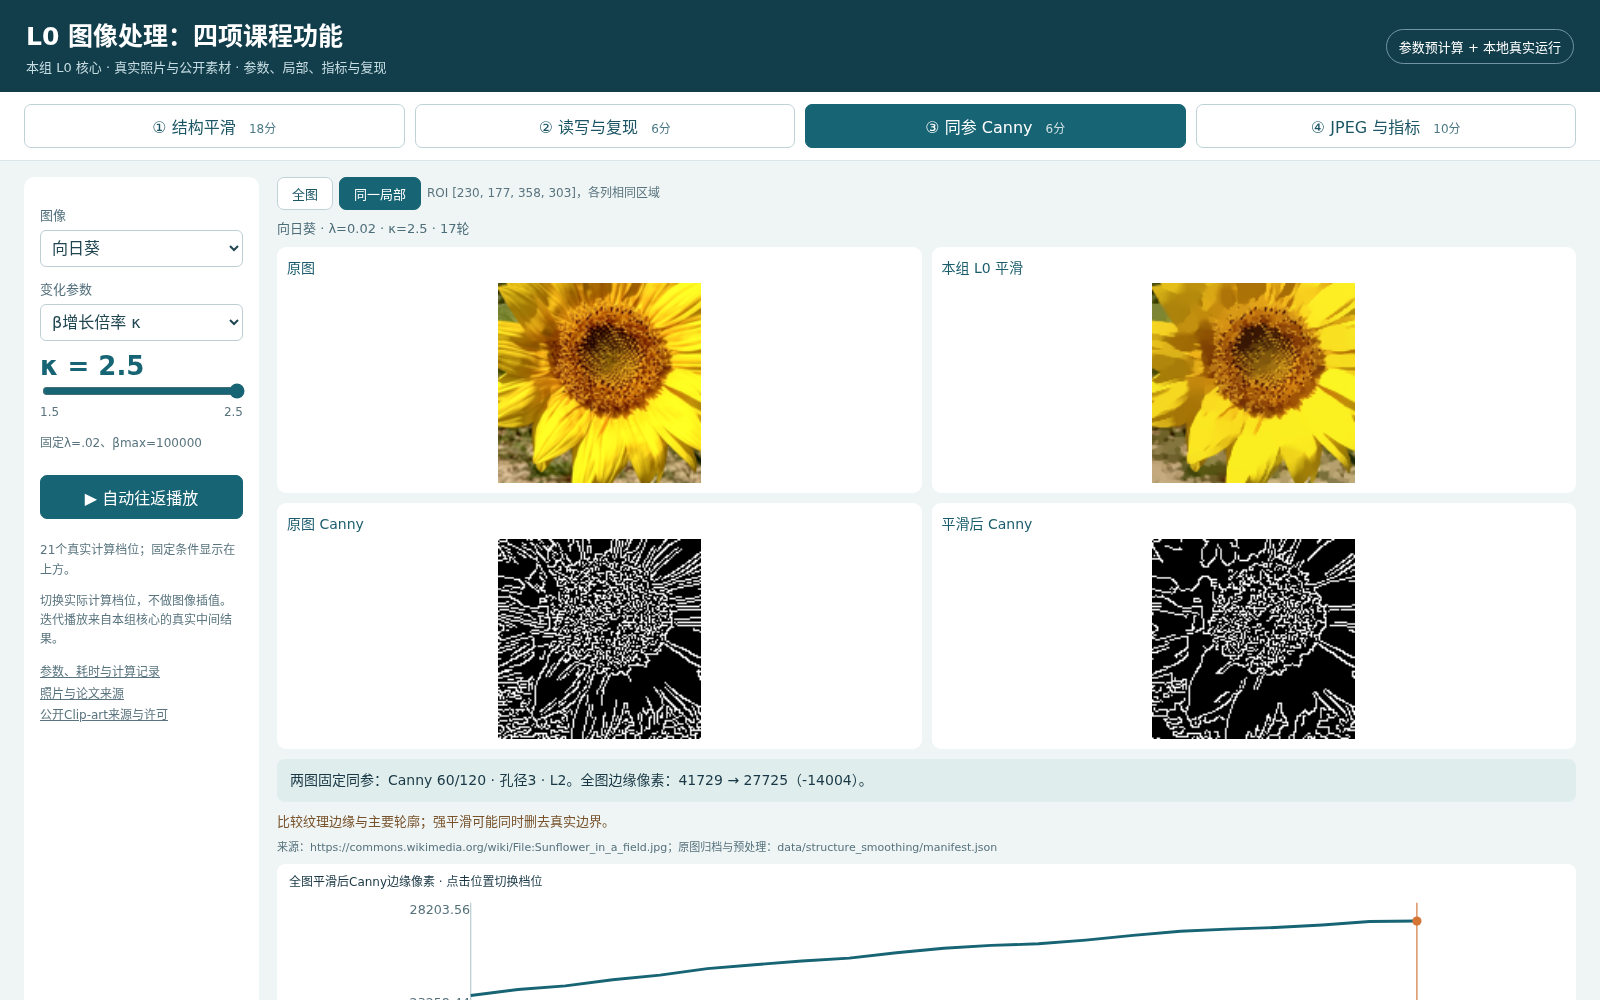 L0 图像处理：四项课程功能
本组 L0 核心 · 真实照片与公开素材 · 参数、局部、指标与复现
参数预计算 + 本地真实运行
① 结构平滑 18分
② 读写与复现 6分
③ 同参 Canny 6分
④ JPEG 与指标 10分
图像
向日葵
变化参数
β增长倍率 κ
κ = 2.5
1.5
2.5
固定λ=.02、βmax=100000
▶ 自动往返播放
21个真实计算档位；固定条件显示在
上方。
切换实际计算档位，不做图像插值。
迭代播放来自本组核心的真实中间结
果。
参数、耗时与计算记录
照片与论文来源
公开Clip-art来源与许可
全图
同一局部
ROI [230, 177, 358, 303]，各列相同区域
向日葵 · λ=0.02 · κ=2.5 · 17轮
原图
本组 L0 平滑
原图 Canny
平滑后 Canny
两图固定同参：Canny 60/120 · 孔径3 · L2。全图边缘像素：41729 → 27725（-14004）。
比较纹理边缘与主要轮廓；强平滑可能同时删去真实边界。
来源：https://commons.wikimedia.org/wiki/File:Sunflower_in_a_field.jpg；原图归档与预处理：data/structure_smoothing/manifest.json
全图平滑后Canny边缘像素 · 点击位置切换档位
28203.56